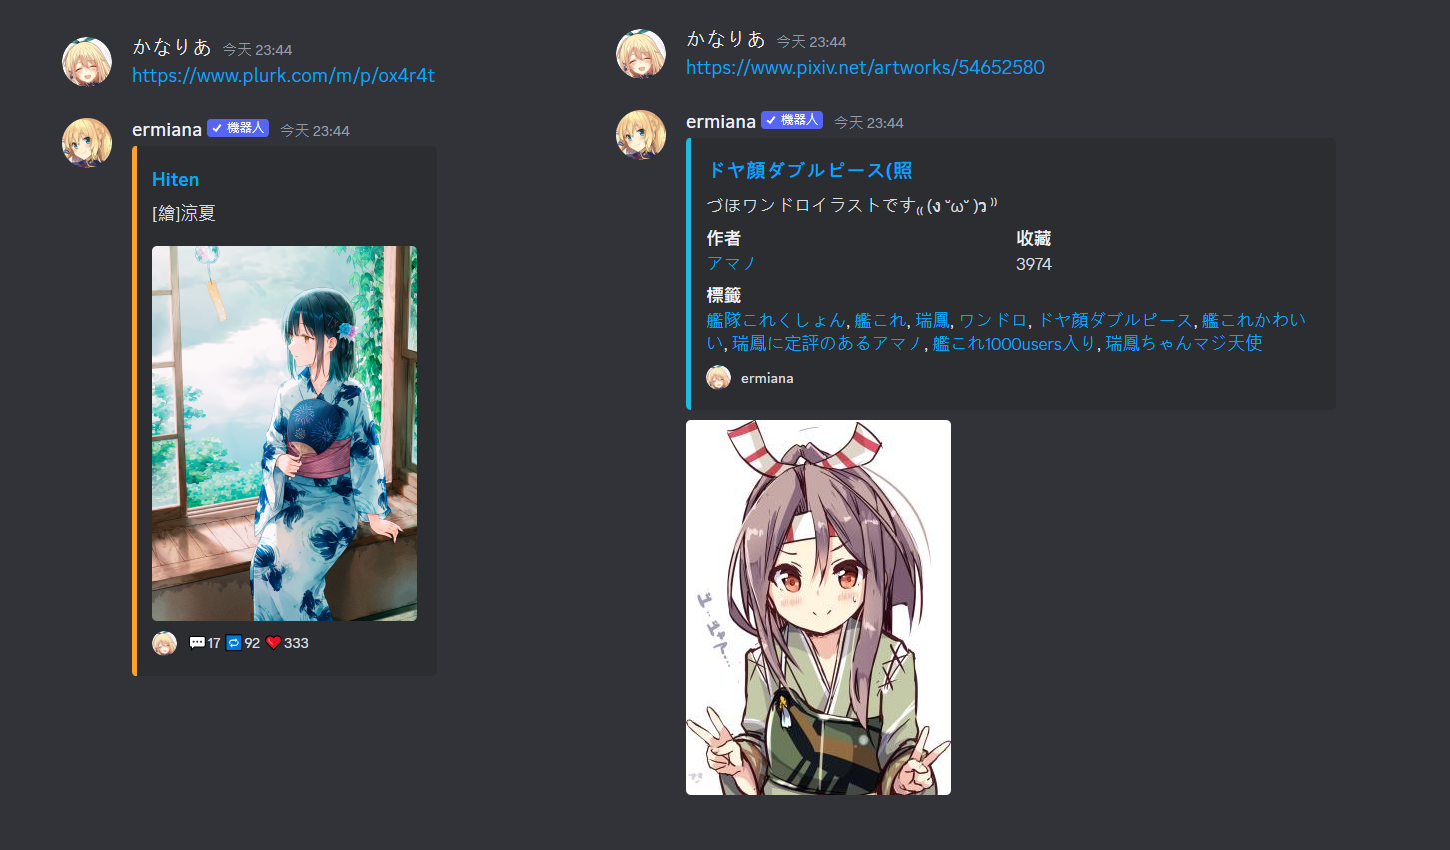 かなりあ 今天 23:44
https://www.plurk.com/m/p/ox4r4t
ermiana ✓ 機器人 今天 23:44
Hiten
[繪]涼夏
💬17 🔁92 ❤️333
かなりあ 今天 23:44
https://www.pixiv.net/artworks/54652580
ermiana ✓ 機器人 今天 23:44
ドヤ顔ダブルピース(照
づほワンドロイラストです₍₍ (ง ˘ω˘ )ว ⁾⁾
作者 收藏
アマノ 3974
標籤
艦隊これくしょん, 艦これ, 瑞鳳, ワンドロ, ドヤ顔ダブルピース, 艦これかわい
い, 瑞鳳に定評のあるアマノ, 艦これ1000users入り, 瑞鳳ちゃんマジ天使
ermiana